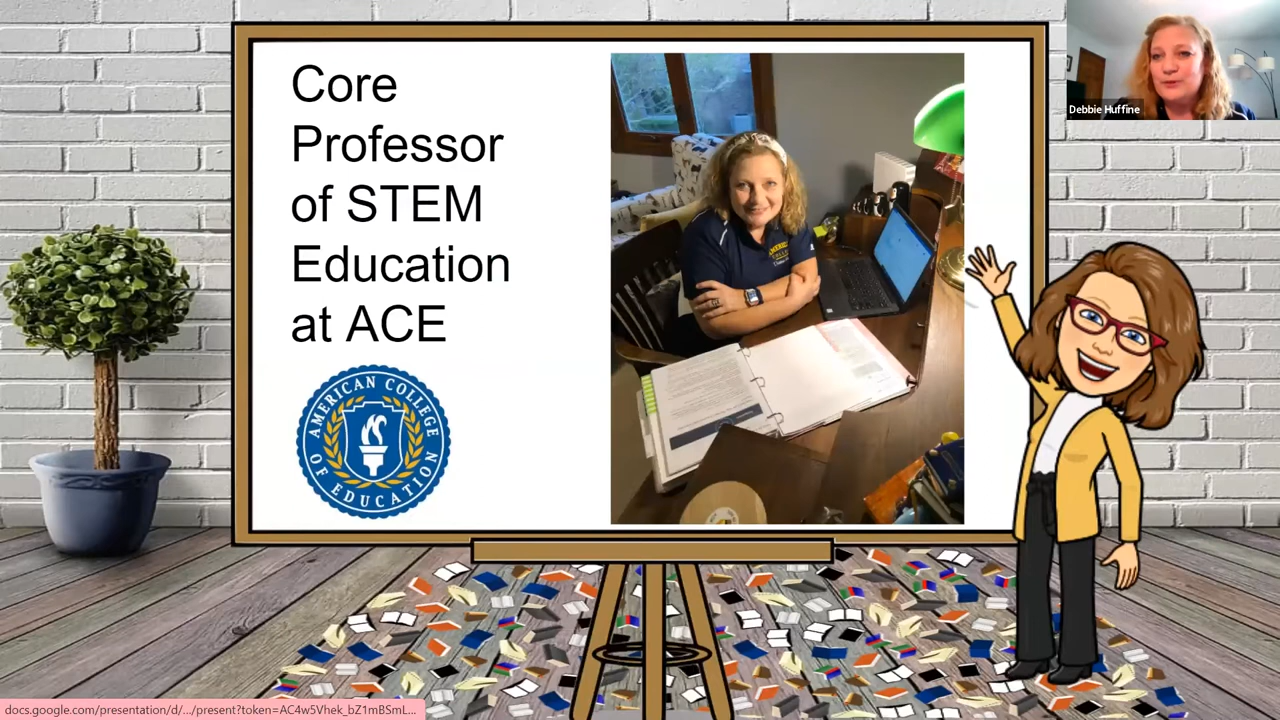 Core
Professor
of STEM
Education
at ACE
AMERICAN COLLEGE
OF EDUCATION
Debbie Huffine
docs.google.com/presentation/d/.../present?token=AC4w5Vhek_bZ1mBSmL...